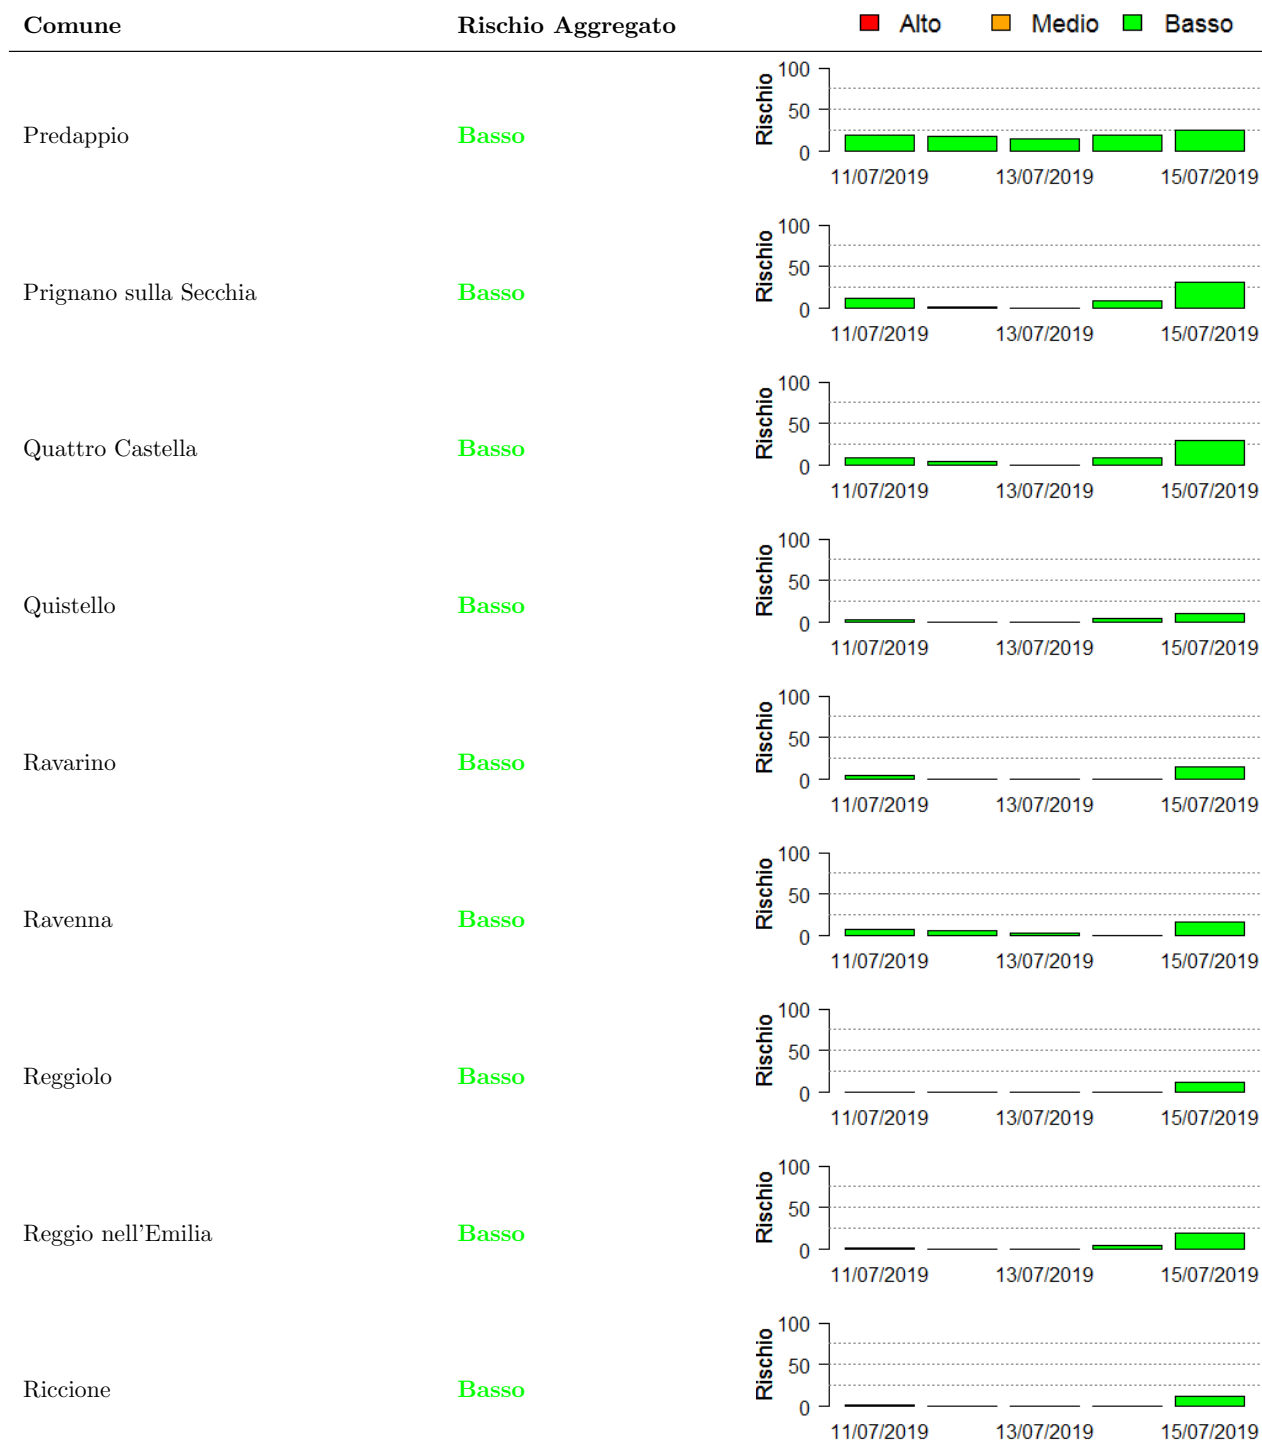 Comune Rischio Aggregato Alto Medio Basso
Predappio Basso
Rischio
100
50
0
11/07/2019 13/07/2019 15/07/2019
Prignano sulla Secchia Basso
Rischio
100
50
0
11/07/2019 13/07/2019 15/07/2019
Quattro Castella Basso
Rischio
100
50
0
11/07/2019 13/07/2019 15/07/2019
Quistello Basso
Rischio
100
50
0
11/07/2019 13/07/2019 15/07/2019
Ravarino Basso
Rischio
100
50
0
11/07/2019 13/07/2019 15/07/2019
Ravenna Basso
Rischio
100
50
0
11/07/2019 13/07/2019 15/07/2019
Reggiolo Basso
Rischio
100
50
0
11/07/2019 13/07/2019 15/07/2019
Reggio nell'Emilia Basso
Rischio
100
50
0
11/07/2019 13/07/2019 15/07/2019
Riccione Basso
Rischio
100
50
0
11/07/2019 13/07/2019 15/07/2019